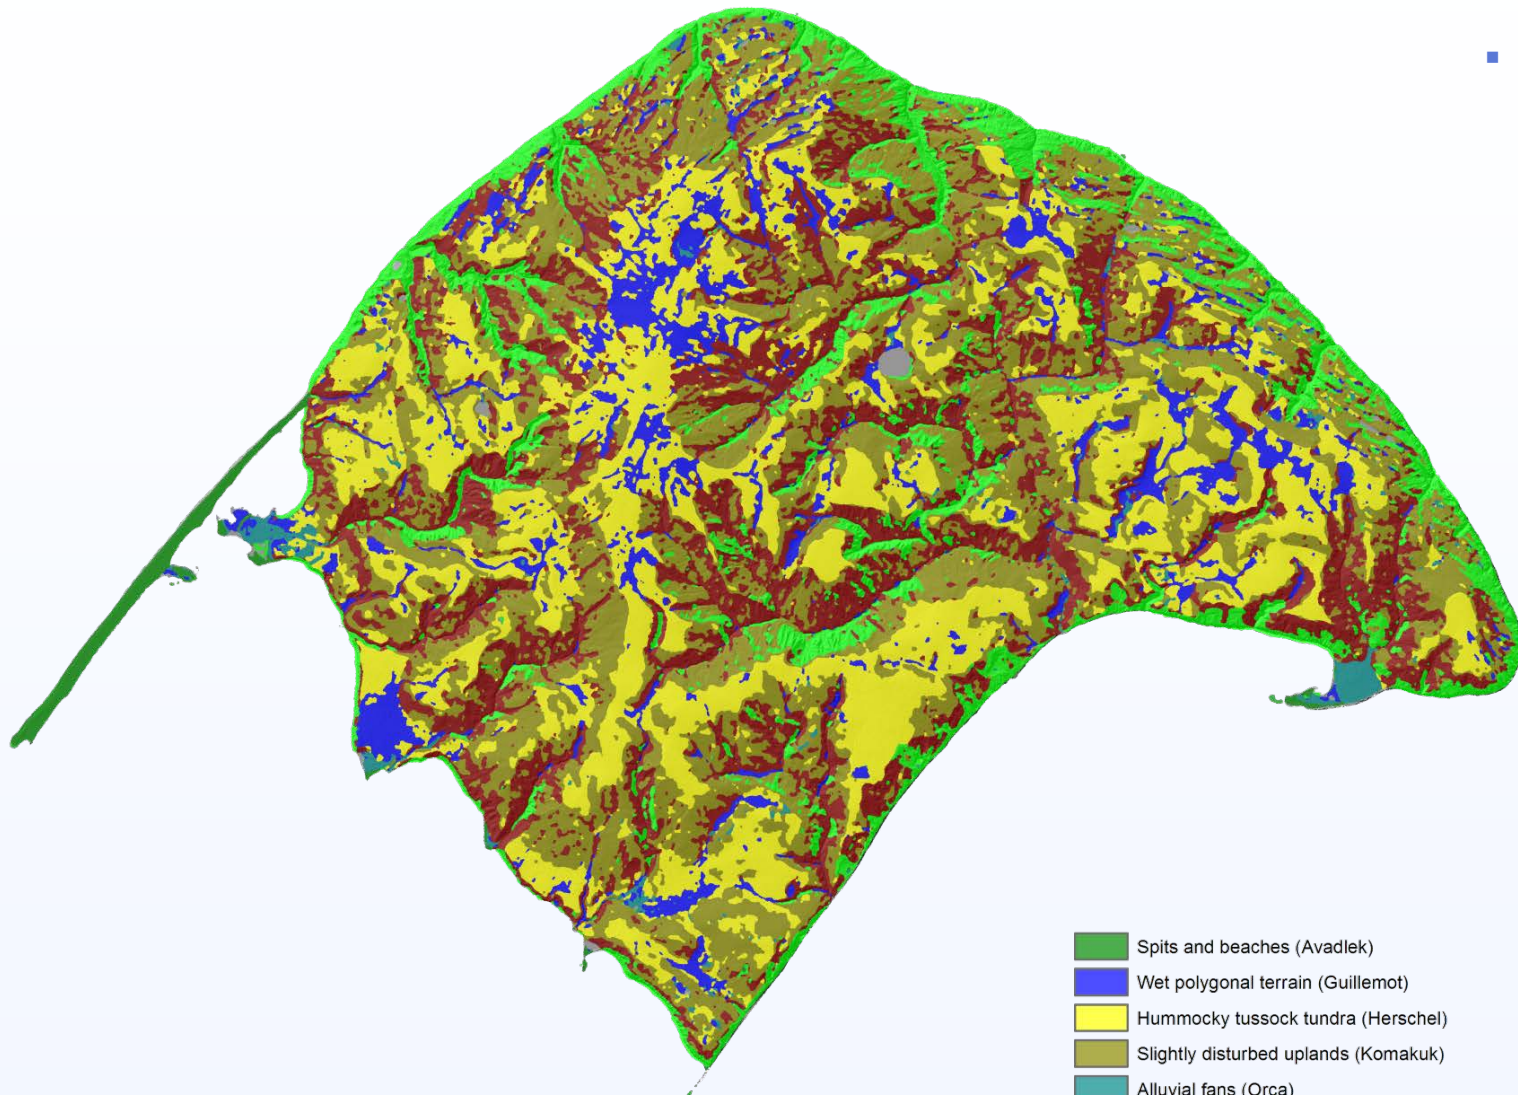 Spits and beaches (Avadlek)
Wet polygonal terrain (Guillemot)
Hummocky tussock tundra (Herschel)
Slightly disturbed uplands (Komakuk)
Alluvial fans (Orca)